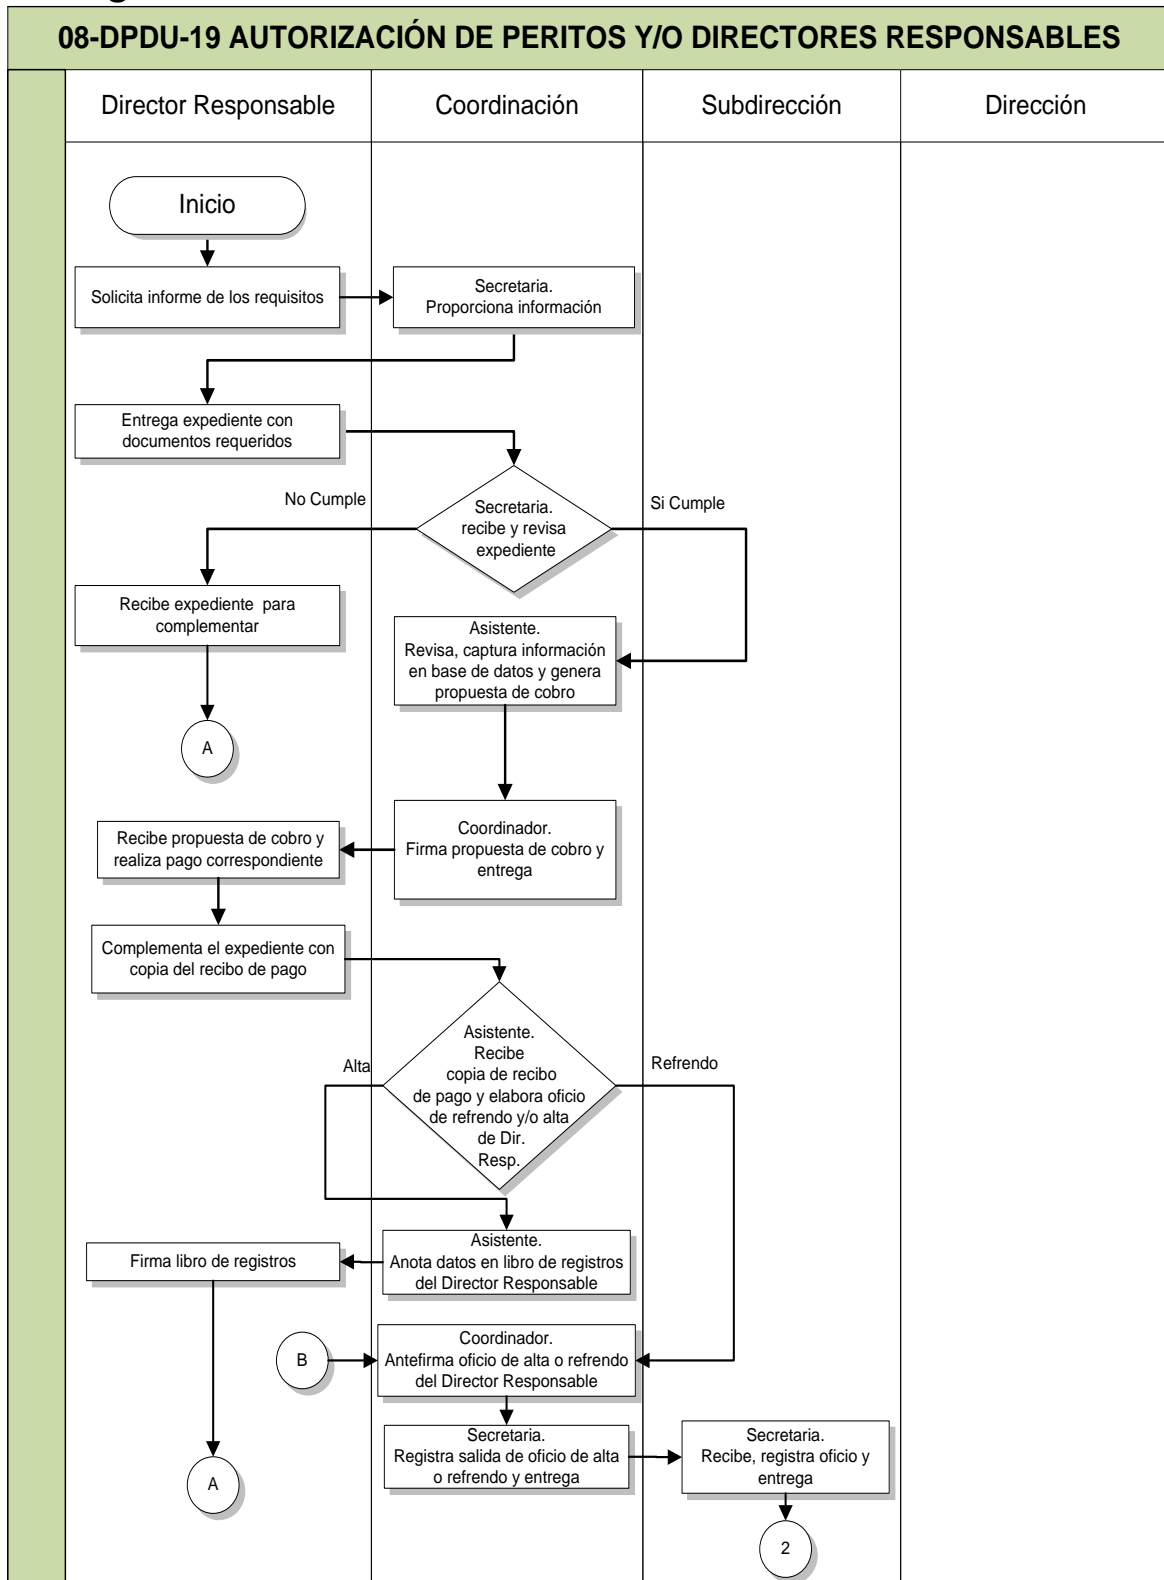 08-DPDU-19 AUTORIZACIÓN DE PERITOS Y/O DIRECTORES RESPONSABLES
Director Responsable
Coordinación
Subdirección
Dirección
Inicio
Solicita informe de los requisitos
Secretaria.
Proporciona información
Entrega expediente con
documentos requeridos
No Cumple
Secretaria.
recibe y revisa
expediente
Si Cumple
Recibe expediente para
complementar
Asistente.
Revisa, captura información
en base de datos y genera
propuesta de cobro
A
Recibe propuesta de cobro y
realiza pago correspondiente
Coordinador.
Firma propuesta de cobro y
entrega
Complementa el expediente con
copia del recibo de pago
Alta
Asistente.
Recibe
copia de recibo
de pago y elabora oficio
de refrendo y/o alta
de Dir.
Resp.
Refrendo
Firma libro de registros
Asistente.
Anota datos en libro de registros
del Director Responsable
B
Coordinador.
Antefirma oficio de alta o refrendo
del Director Responsable
A
Secretaria.
Registra salida de oficio de alta
o refrendo y entrega
Secretaria.
Recibe, registra oficio y
entrega
2